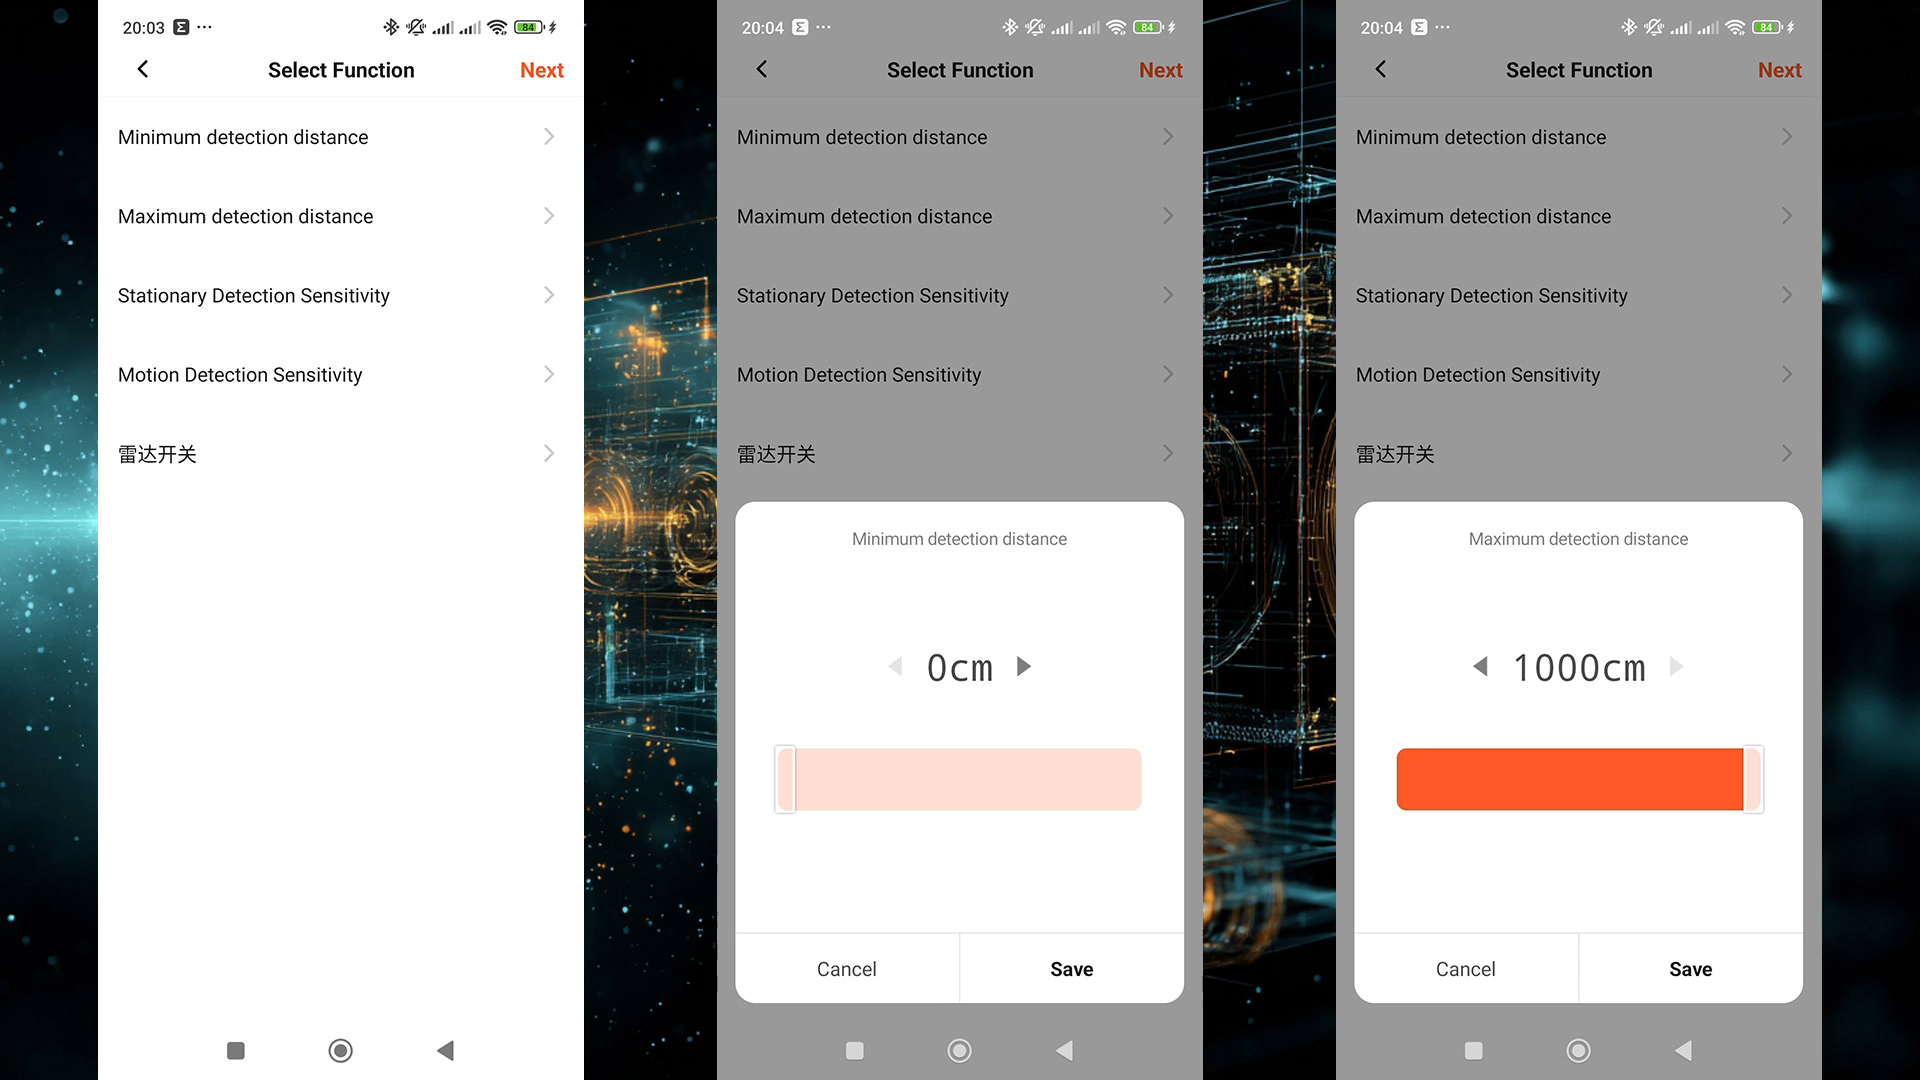 20:03
84
Select Function
Next
Minimum detection distance
Maximum detection distance
Stationary Detection Sensitivity
Motion Detection Sensitivity
雷达开关
20:04
84
Select Function
Next
Minimum detection distance
Maximum detection distance
Stationary Detection Sensitivity
Motion Detection Sensitivity
雷达开关
Minimum detection distance
0cm
Cancel
Save
20:04
84
Select Function
Next
Minimum detection distance
Maximum detection distance
Stationary Detection Sensitivity
Motion Detection Sensitivity
雷达开关
Maximum detection distance
1000cm
Cancel
Save